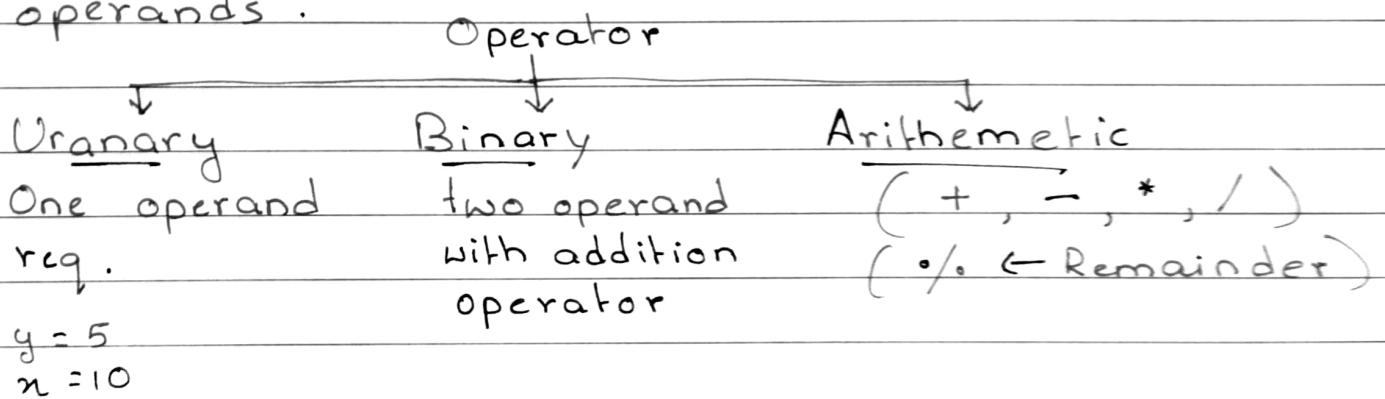 operands .
Operator
Uranary Binary Arithemetic
One operand two operand ( + , - , * , / )
req. with addition ( % ← Remainder )
operator
y = 5
x = 10